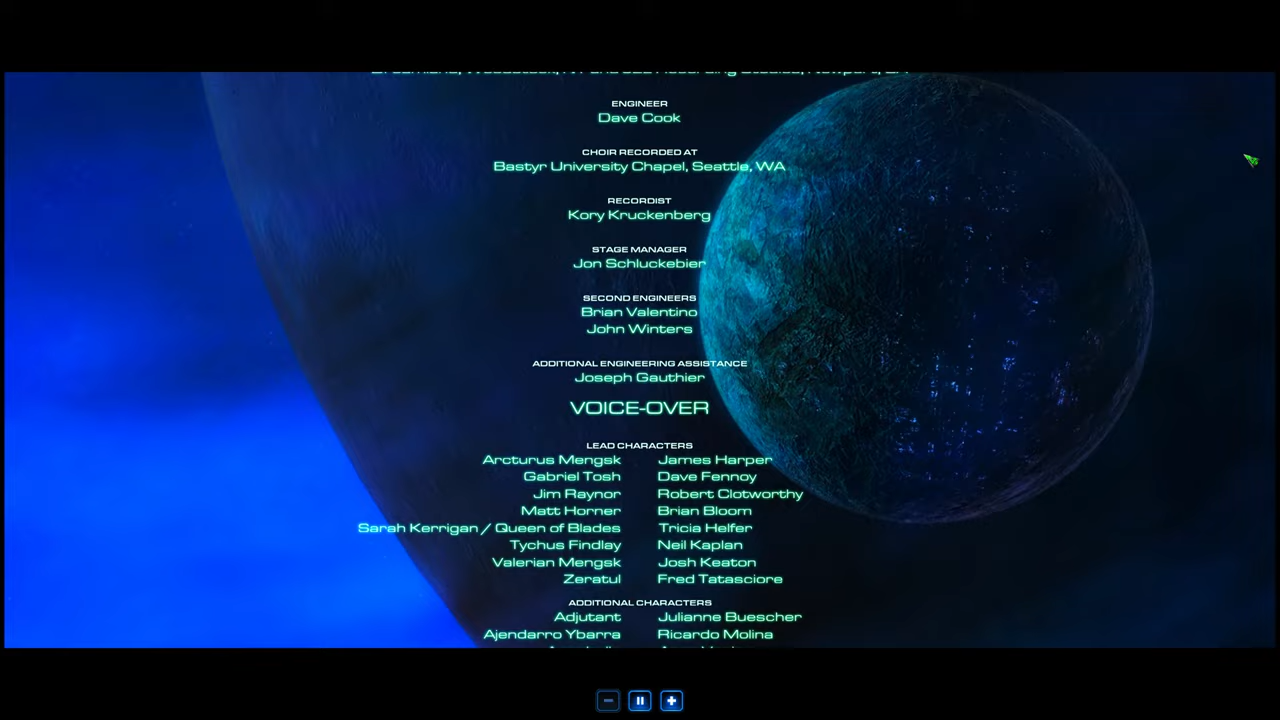 ENGINEER
Dave Cook
CHOIR RECORDED AT
Bastyr University Chapel, Seattle, WA
RECORDIST
Kory Kruckenberg
STAGE MANAGER
Jon Schluckebier
SECOND ENGINEERS
Brian Valentino
John Winters
ADDITIONAL ENGINEERING ASSISTANCE
Joseph Gauthier
VOICE-OVER
LEAD CHARACTERS
Arcturus Mengsk James Harper
Gabriel Tosh Dave Fennoy
Jim Raynor Robert Clotworthy
Matt Horner Brian Bloom
Sarah Kerrigan / Queen of Blades Tricia Helfer
Tychus Findlay Neil Kaplan
Valerian Mengsk Josh Keaton
Zeratul Fred Tatasciore
ADDITIONAL CHARACTERS
Adjutant Julianne Buescher
Ajendarro Ybarra Ricardo Molina